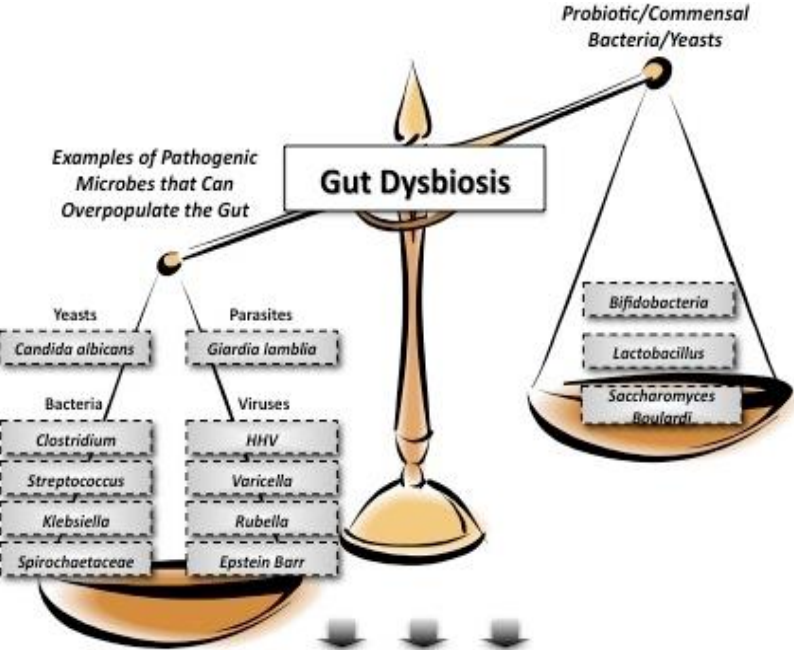 Probiotic/Commensal
Bacteria/Yeasts
Examples of Pathogenic
Microbes that Can
Overpopulate the Gut
Gut Dysbiosis
Yeasts
Candida albicans
Parasites
Giardia lamblia
Bacteria
Clostridium
Streptococcus
Klebsiella
Spirochaetaceae
Viruses
HHV
Varicella
Rubella
Epstein Barr
Bifidobacteria
Lactobacillus
Saccharomyces
Boulardi